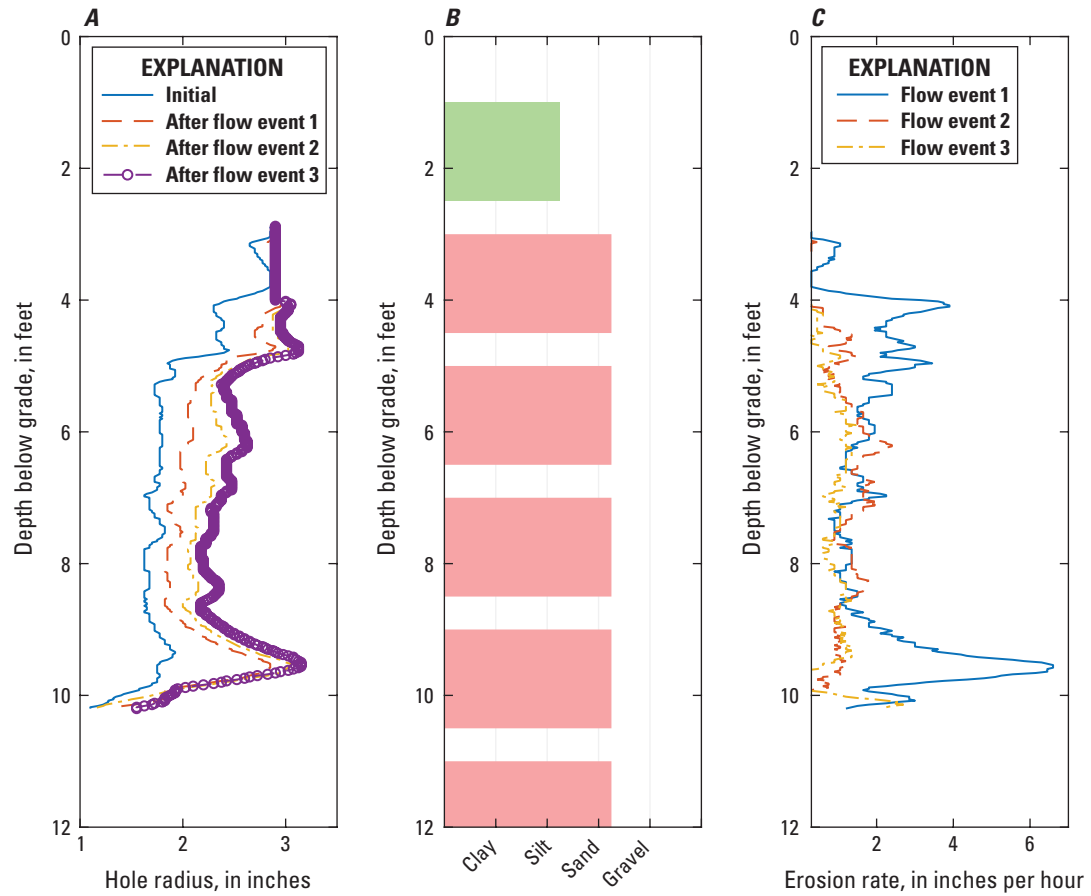 A
B
C
EXPLANATION
Initial
After flow event 1
After flow event 2
After flow event 3
EXPLANATION
Flow event 1
Flow event 2
Flow event 3
0
2
4
6
8
10
12
Depth below grade, in feet
1
2
3
Hole radius, in inches
0
2
4
6
8
10
12
Depth below grade, in feet
Clay
Silt
Sand
Gravel
0
2
4
6
8
10
12
Depth below grade, in feet
2
4
6
Erosion rate, in inches per hour